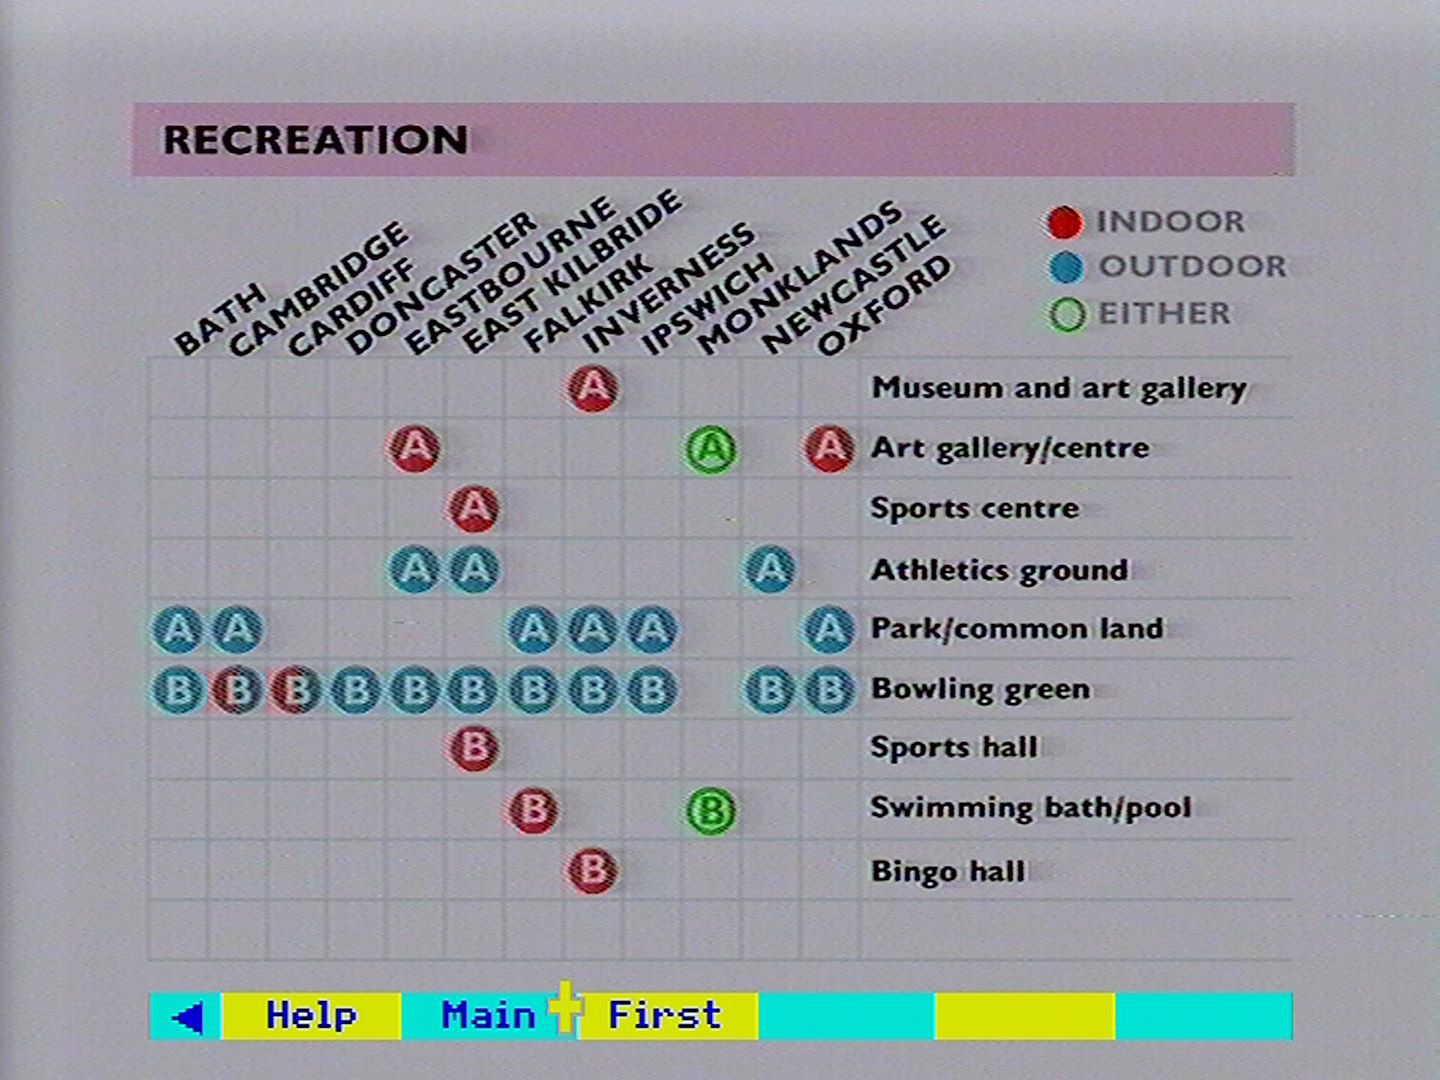 RECREATION
BATH
CAMBRIDGE
CARDIFF
DONCASTER
EASTBOURNE
EAST KILBRIDE
FALKIRK
INVERNESS
IPSWICH
MONKLANDS
NEWCASTLE
OXFORD
INDOOR
OUTDOOR
EITHER
A Museum and art gallery
A A A Art gallery/centre
A Sports centre
A A A Athletics ground
A A A A A A Park/common land
B B B B B B B B B B B Bowling green
B Sports hall
B B Swimming bath/pool
B Bingo hall
Help Main First